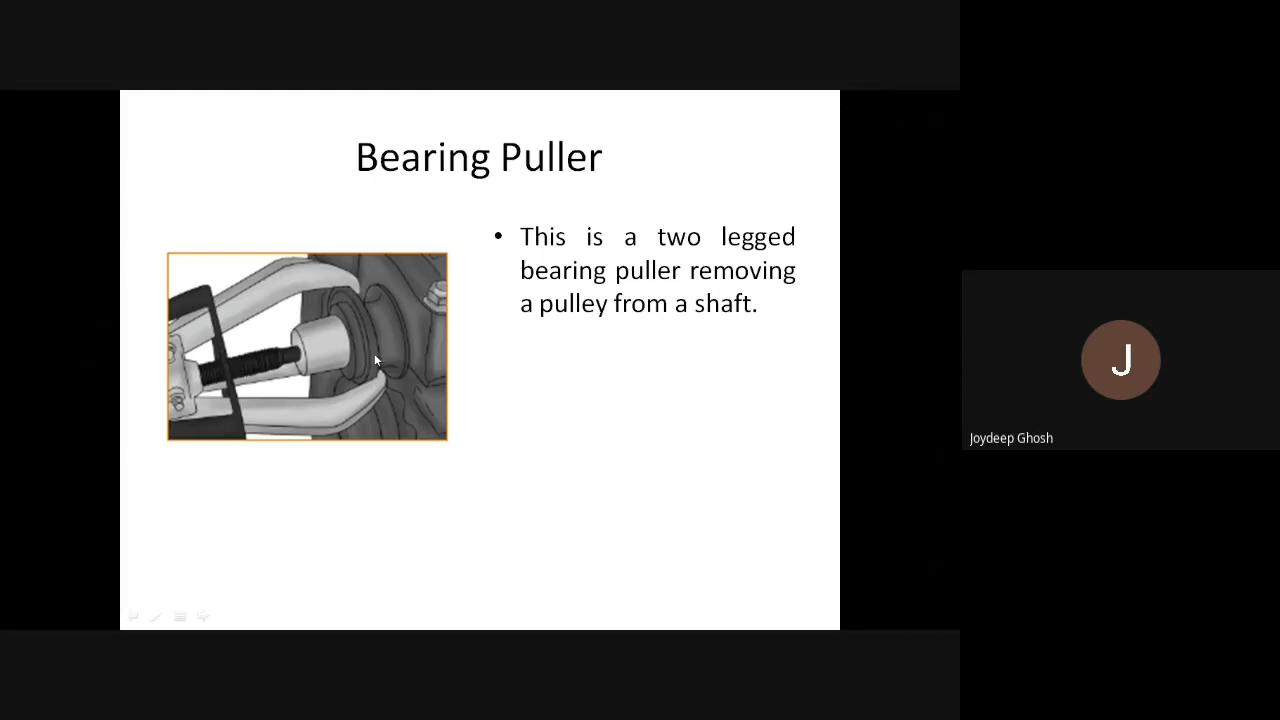 Bearing Puller
• This is a two legged
bearing puller removing
a pulley from a shaft.
J
Joydeep Ghosh